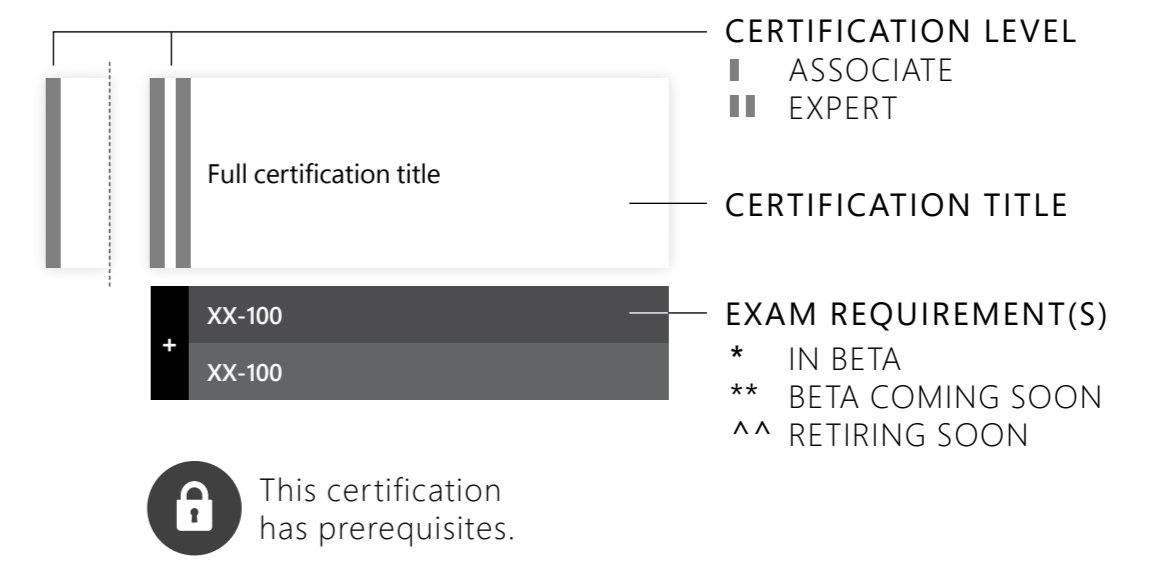 CERTIFICATION LEVEL
ASSOCIATE
EXPERT
Full certification title
CERTIFICATION TITLE
XX-100
+
XX-100
EXAM REQUIREMENT(S)
* IN BETA
** BETA COMING SOON
^^ RETIRING SOON
This certification
has prerequisites.